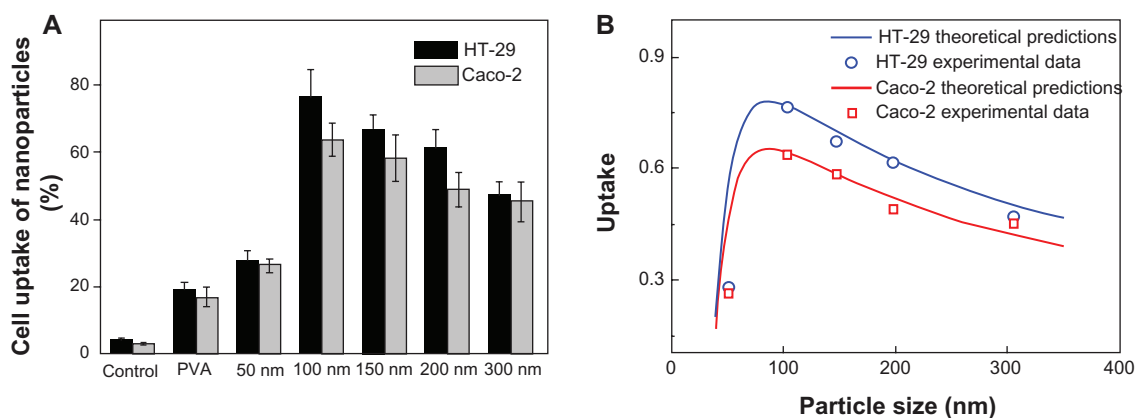 A
HT-29
Caco-2
Cell uptake of nanoparticles
(%)
80
60
40
20
0
Control PVA 50 nm 100 nm 150 nm 200 nm 300 nm
B
HT-29 theoretical predictions
HT-29 experimental data
Caco-2 theoretical predictions
Caco-2 experimental data
Uptake
0.9
0.6
0.3
0 100 200 300 400
Particle size (nm)